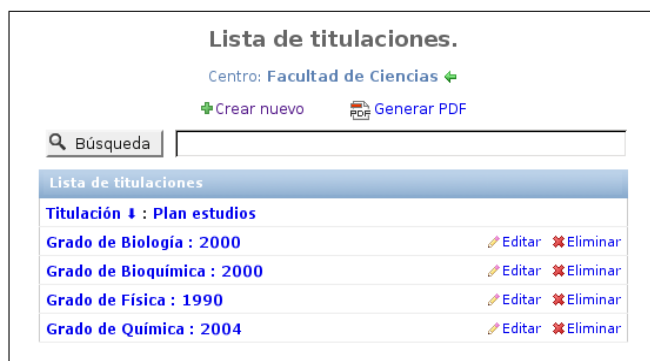 Lista de titulaciones.
Centro: Facultad de Ciencias
Crear nuevo PDF Generar PDF
Búsqueda
Lista de titulaciones
Titulación ⬇ : Plan estudios
Grado de Biología : 2000 Editar Eliminar
Grado de Bioquímica : 2000 Editar Eliminar
Grado de Física : 1990 Editar Eliminar
Grado de Química : 2004 Editar Eliminar